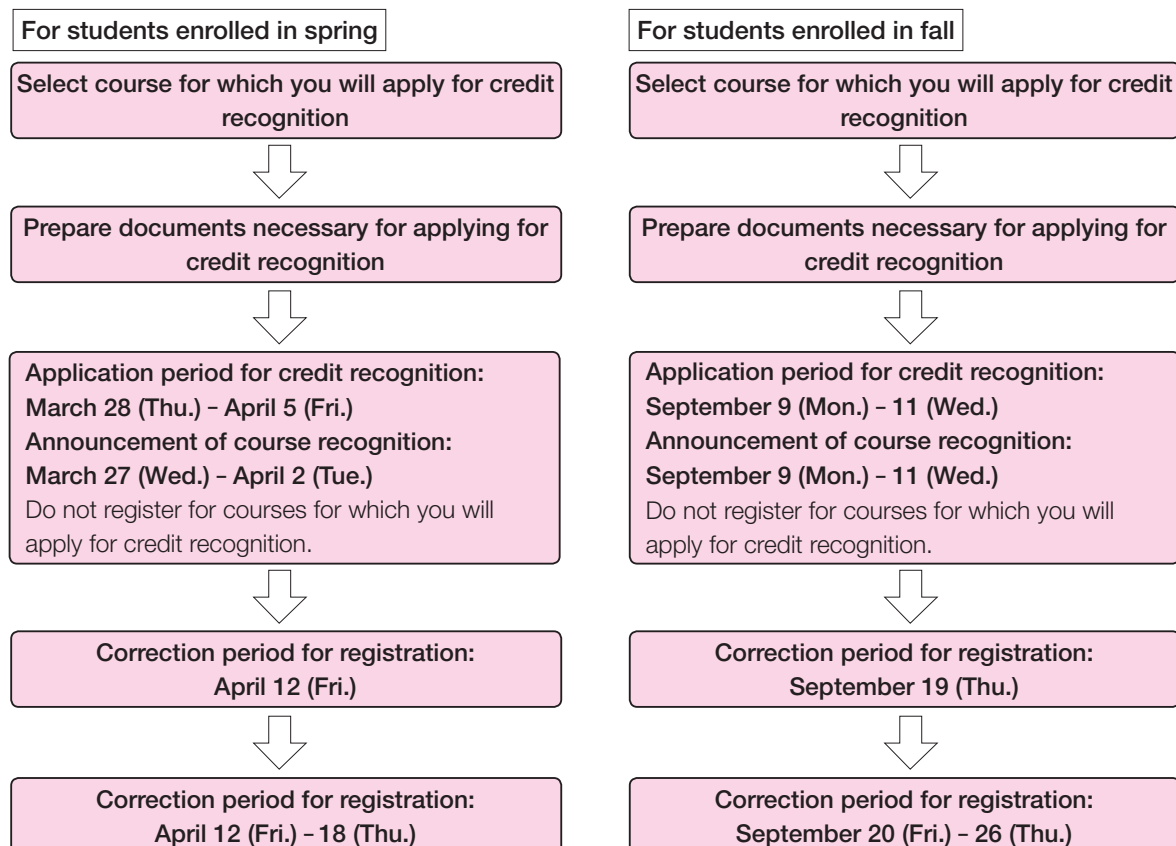 For students enrolled in spring
Select course for which you will apply for credit
recognition
Prepare documents necessary for applying for
credit recognition
Application period for credit recognition:
March 28 (Thu.) – April 5 (Fri.)
Announcement of course recognition:
March 27 (Wed.) – April 2 (Tue.)
Do not register for courses for which you will
apply for credit recognition.
Correction period for registration:
April 12 (Fri.)
Correction period for registration:
April 12 (Fri.) – 18 (Thu.)
For students enrolled in fall
Select course for which you will apply for credit
recognition
Prepare documents necessary for applying for
credit recognition
Application period for credit recognition:
September 9 (Mon.) – 11 (Wed.)
Announcement of course recognition:
September 9 (Mon.) – 11 (Wed.)
Do not register for courses for which you will
apply for credit recognition.
Correction period for registration:
September 19 (Thu.)
Correction period for registration:
September 20 (Fri.) – 26 (Thu.)